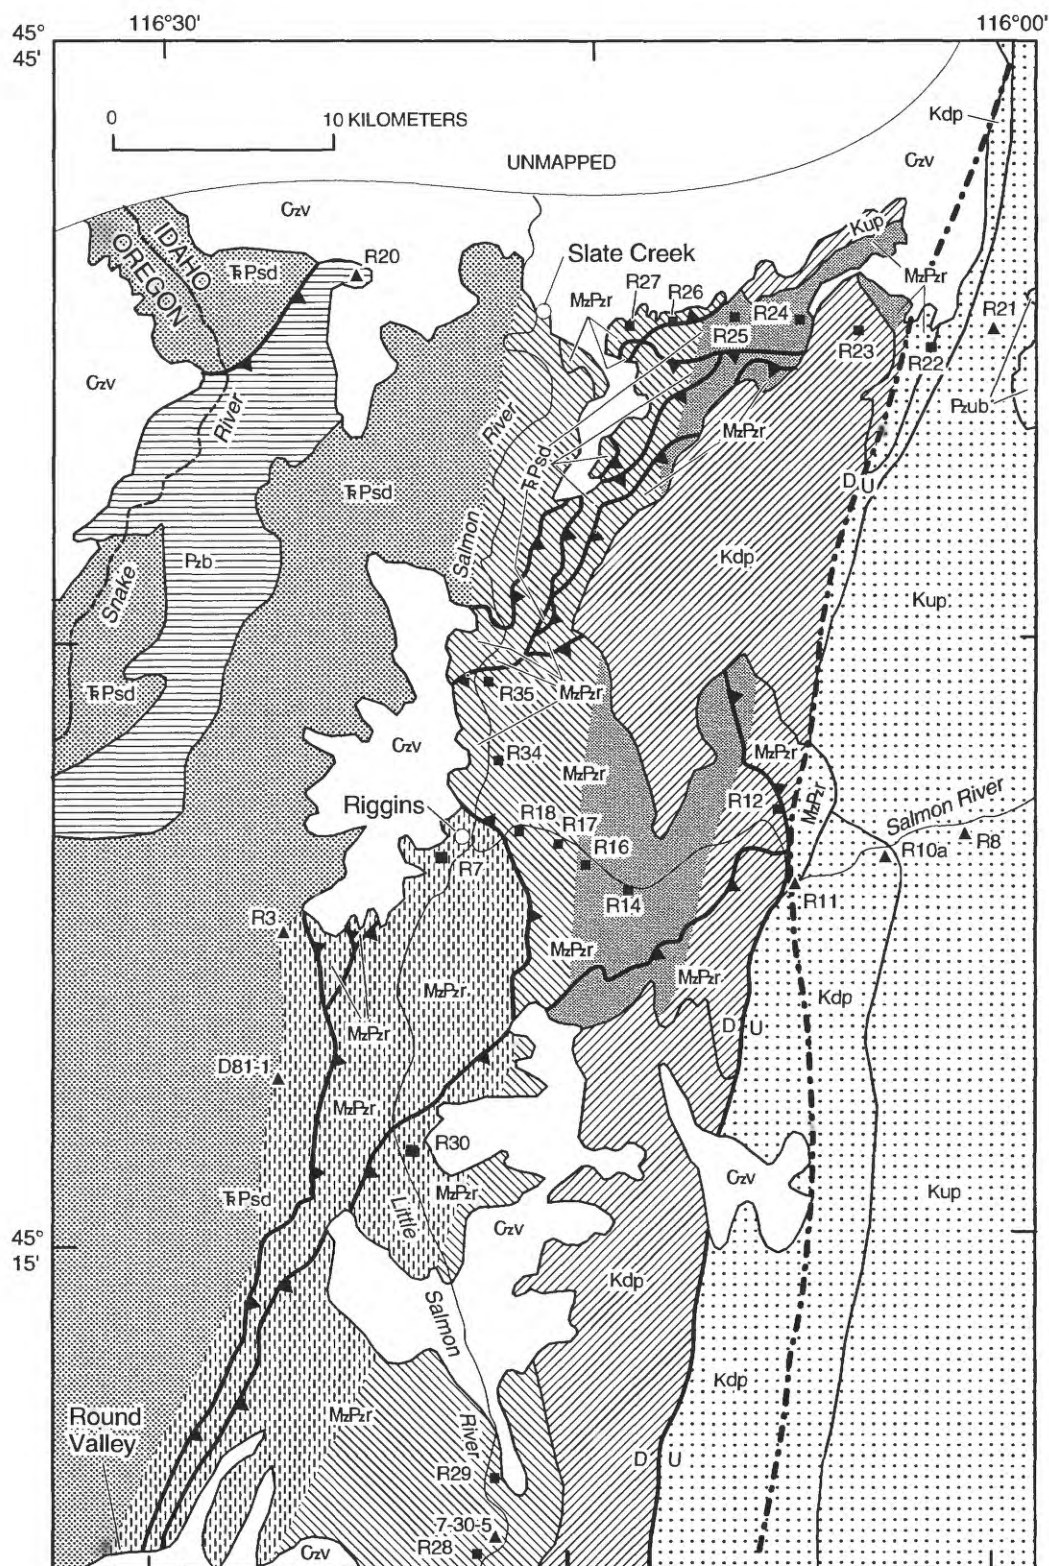 116°30'
116°00'
45°
45'
0
10 KILOMETERS
UNMAPPED
Kdp
Czv
Czv
IDAHO
OREGON
TRPsd
R20
Slate Creek
Kup
MzPzr
MzPzr
R27
R26
R24
R25
R23
R22
R21
Czv
River
River
MzPzr
Pzub
TRPsd
TRPsd
D
U
Salmon
Kdp
Pzb
Snake
Kup
TRPsd
R35
MzPzr
Czv
R34
MzPzr
MzPzr
MzPzr
Riggins
R18
R17
R16
R12
Salmon River
R8
R10a
R7
R14
R11
R3
MzPzr
MzPzr
MzPzr
Kdp
MzPzr
D
U
D81-1
MzPzr
R30
Czv
MzPzr
Little
TRPsd
Kup
Czv
45°
15'
Kdp
Salmon
Kdp
MzPzr
Round
Valley
River
D
U
R29
7-30-5
R28
Czv